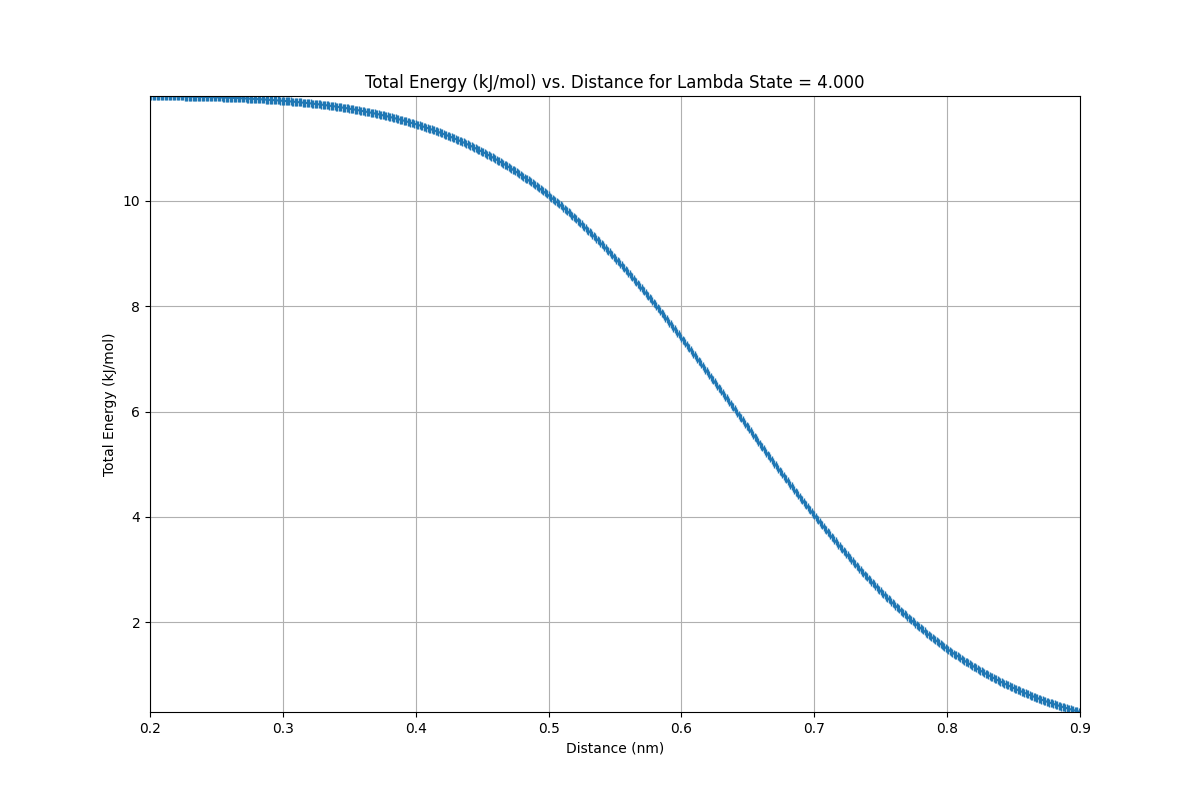 Total Energy (kJ/mol) vs. Distance for Lambda State = 4.000
10
8
6
4
2
Total Energy (kJ/mol)
0.2 0.3 0.4 0.5 0.6 0.7 0.8 0.9
Distance (nm)